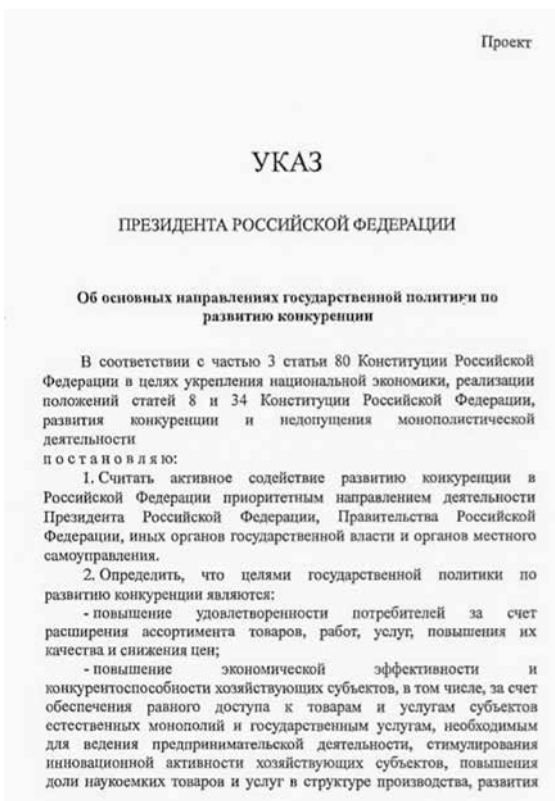 Проект
УКАЗ
ПРЕЗИДЕНТА РОССИЙСКОЙ ФЕДЕРАЦИИ
Об основных направлениях государственной политики по
развитию конкуренции
В соответствии с частью 3 статьи 80 Конституции Российской
Федерации в целях укрепления национальной экономики, реализации
положений статей 8 и 34 Конституции Российской Федерации,
развития конкуренции и недопущения монополистической
деятельности
п о с т а н о в л я ю:
1. Считать активное содействие развитию конкуренции в
Российской Федерации приоритетным направлением деятельности
Президента Российской Федерации, Правительства Российской
Федерации, иных органов государственной власти и органов местного
самоуправления.
2. Определить, что целями государственной политики по
развитию конкуренции являются:
- повышение удовлетворенности потребителей за счет
расширения ассортимента товаров, работ, услуг, повышения их
качества и снижения цен;
- повышение экономической эффективности и
конкурентоспособности хозяйствующих субъектов, в том числе, за счет
обеспечения равного доступа к товарам и услугам субъектов
естественных монополий и государственным услугам, необходимым
для ведения предпринимательской деятельности, стимулирования
инновационной активности хозяйствующих субъектов, повышения
доли наукоемких товаров и услуг в структуре производства, развития